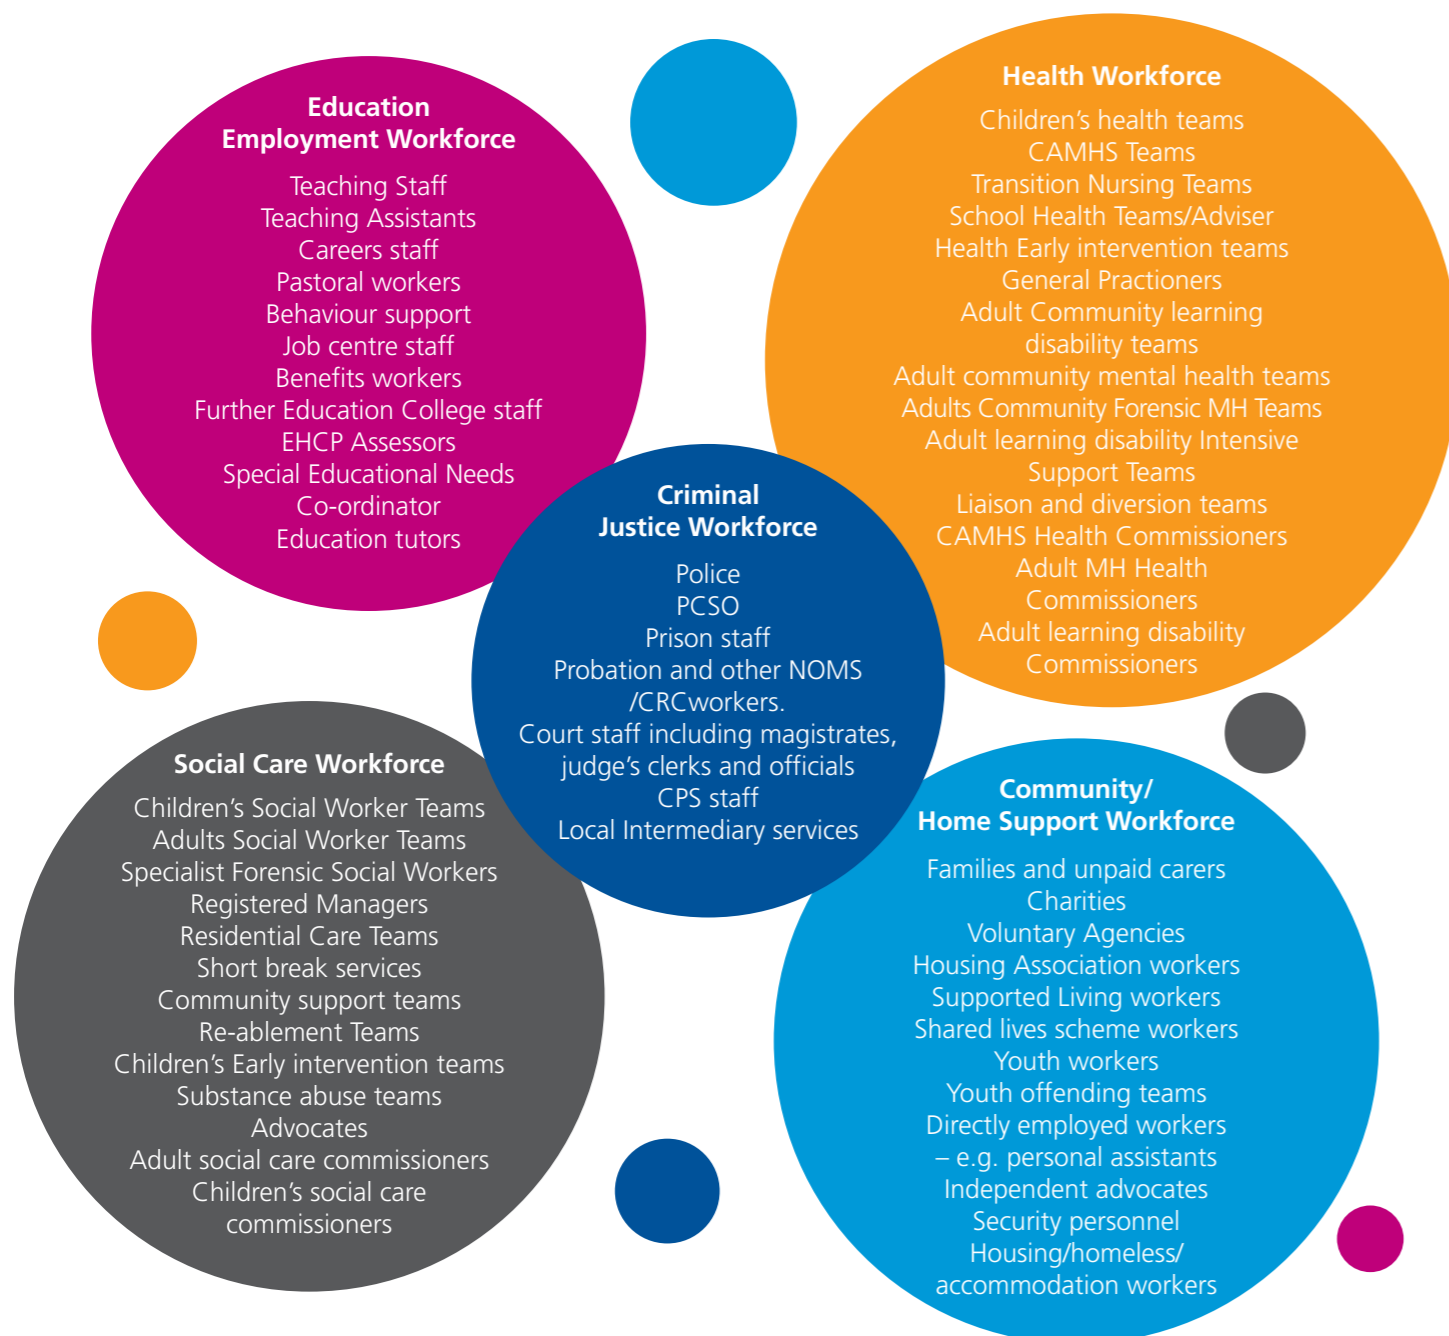 Education
Employment Workforce
Teaching Staff
Teaching Assistants
Careers staff
Pastoral workers
Behaviour support
Job centre staff
Benefits workers
Further Education College staff
EHCP Assessors
Special Educational Needs
Co-ordinator
Education tutors
Health Workforce
Children’s health teams
CAMHS Teams
Transition Nursing Teams
School Health Teams/Adviser
Health Early intervention teams
General Practioners
Adult Community learning
disability teams
Adult community mental health teams
Adults Community Forensic MH Teams
Adult learning disability Intensive
Support Teams
Liaison and diversion teams
CAMHS Health Commissioners
Adult MH Health
Commissioners
Adult learning disability
Commissioners
Criminal
Justice Workforce
Police
PCSO
Prison staff
Probation and other NOMS
/CRCworkers.
Court staff including magistrates,
judge’s clerks and officials
CPS staff
Local Intermediary services
Social Care Workforce
Children’s Social Worker Teams
Adults Social Worker Teams
Specialist Forensic Social Workers
Registered Managers
Residential Care Teams
Short break services
Community support teams
Re-ablement Teams
Children’s Early intervention teams
Substance abuse teams
Advocates
Adult social care commissioners
Children’s social care
commissioners
Community/
Home Support Workforce
Families and unpaid carers
Charities
Voluntary Agencies
Housing Association workers
Supported Living workers
Shared lives scheme workers
Youth workers
Youth offending teams
Directly employed workers
– e.g. personal assistants
Independent advocates
Security personnel
Housing/homeless/
accommodation workers